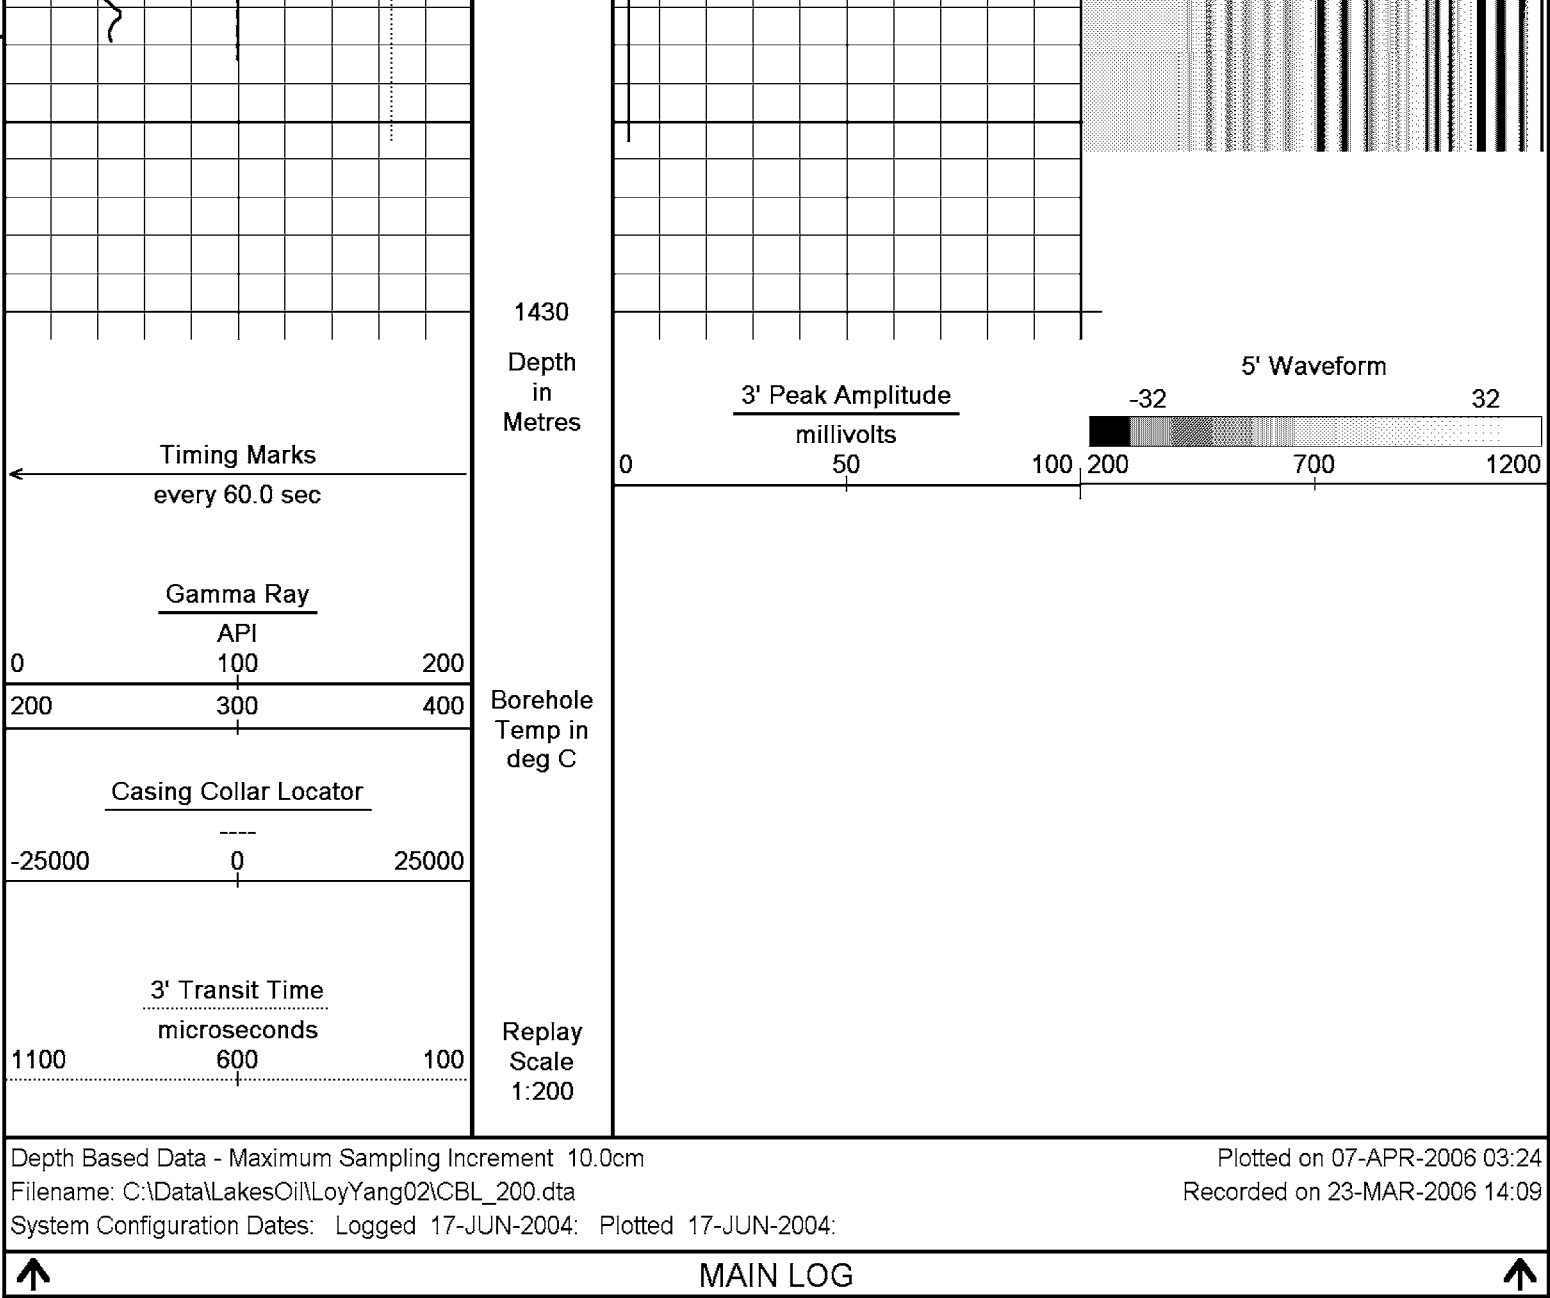 1430
Depth
in
Metres
Timing Marks
every 60.0 sec
Gamma Ray
API
0 100 200
200 300 400
Casing Collar Locator
----
-25000 0 25000
3' Transit Time
microseconds
1100 600 100
Borehole
Temp in
deg C
Replay
Scale
1:200
3' Peak Amplitude
millivolts
0 50 100
5' Waveform
-32 32
200 700 1200
Depth Based Data - Maximum Sampling Increment 10.0cm
Plotted on 07-APR-2006 03:24
Filename: C:\Data\LakesOil\LoyYang02\CBL_200.dta
Recorded on 23-MAR-2006 14:09
System Configuration Dates: Logged 17-JUN-2004: Plotted 17-JUN-2004:
MAIN LOG